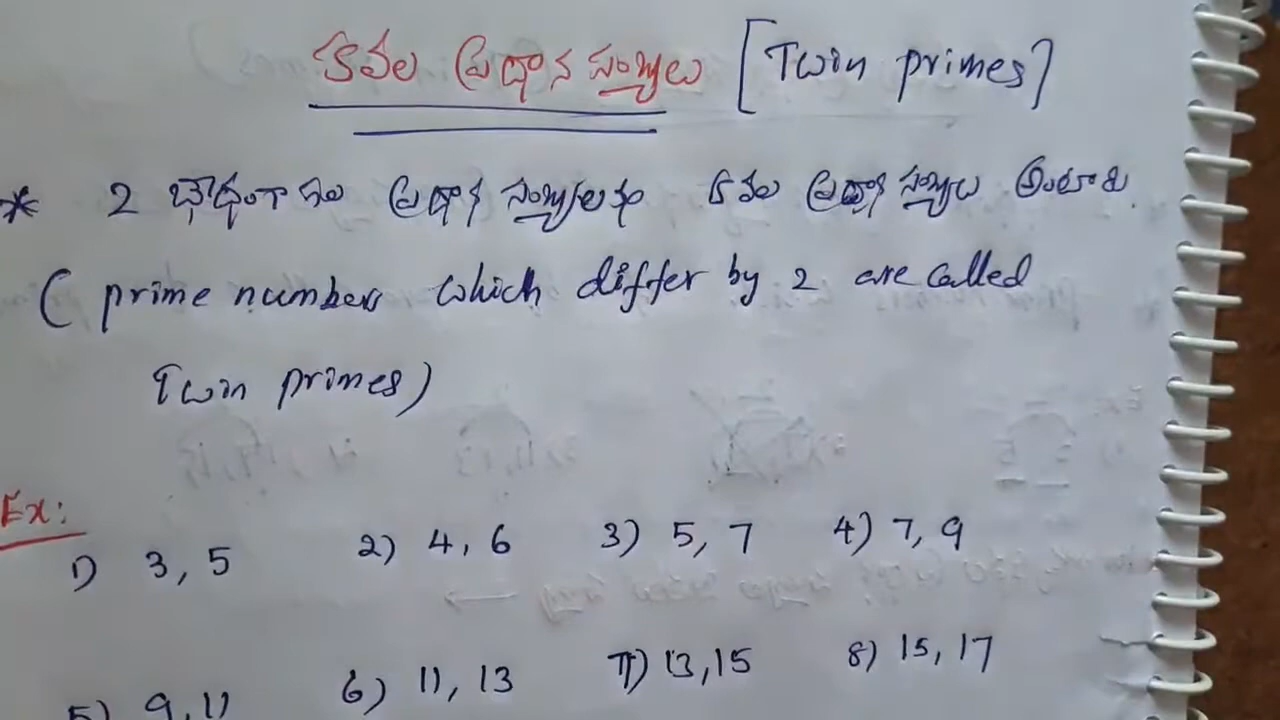 కవల ప్రధాన సంఖ్యలు [Twin primes]
* 2 భేధంగా గల ప్రధాన సంఖ్యలను కవల ప్రధాన సంఖ్యలు అంటారు.
( prime numbers which differ by 2 are called
Twin primes)
Ex:
1) 3, 5 2) 4, 6 3) 5, 7 4) 7, 9
5) 9, 11 6) 11, 13 7) 13, 15 8) 15, 17